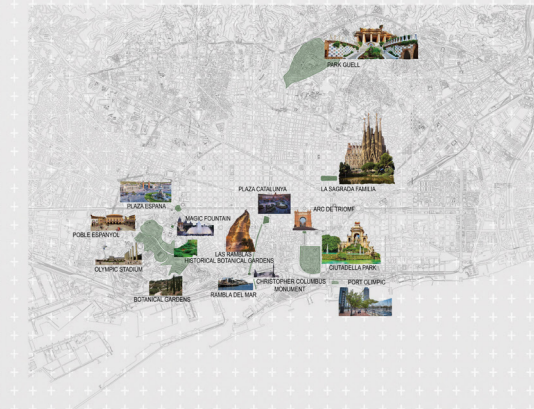 PARK GUELL
LA SAGRADA FAMILIA
PLAZA CATALUNYA
PLAZA ESPANA
ARC DE TRIOMF
MAGIC FOUNTAIN
POBLE ESPANYOL
LAS RAMBLAS
HISTORICAL BOTANICAL GARDENS
OLYMPIC STADIUM
CIUTADELLA PARK
CHRISTOPHER COLUMBUS
MONUMENT
PORT OLIMPIC
RAMBLA DEL MAR
BOTANICAL GARDENS